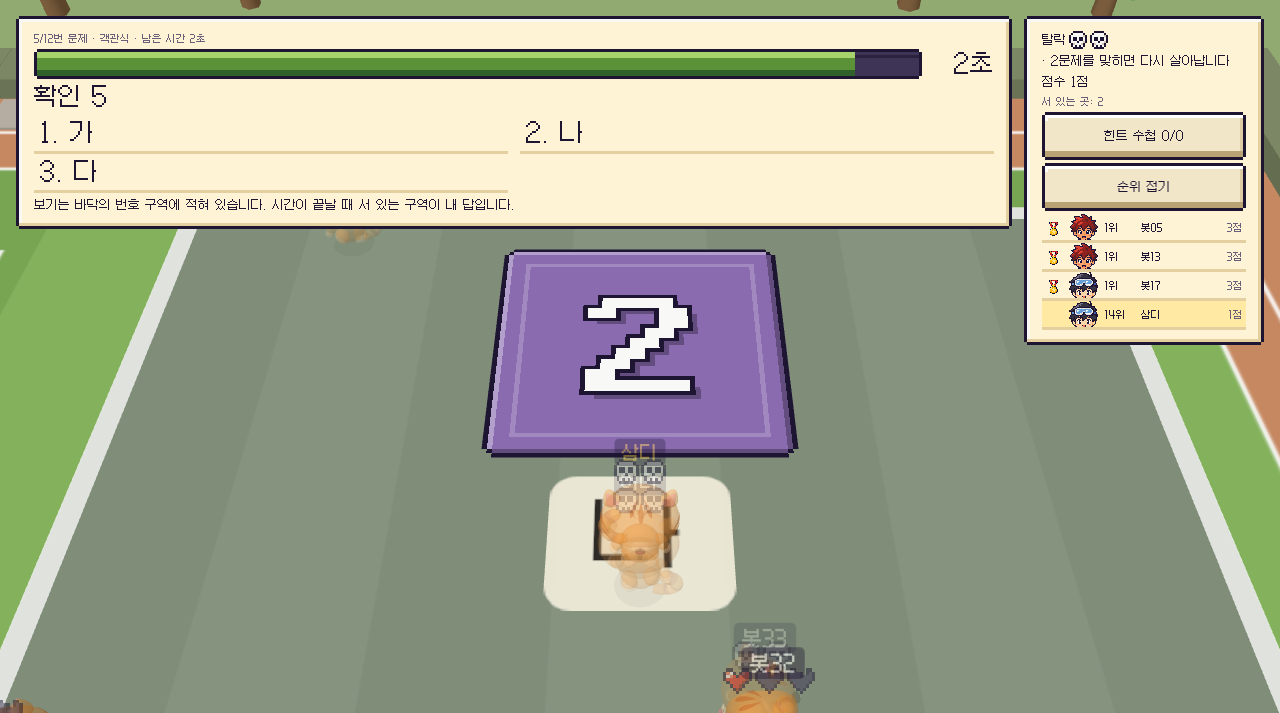 5/12번 문제 · 객관식 · 남은 시간 2초
2초
확인 5
1. 가
2. 나
3. 다
보기는 바닥의 번호 구역에 적혀 있습니다. 시간이 끝날 때 서 있는 구역이 내 답입니다.
탈락
· 2문제를 맞히면 다시 살아납니다
점수 1점
서 있는 곳: 2
힌트 수첩 0/0
순위 접기
1위 봇05 3점
1위 봇13 3점
1위 봇17 3점
14위 삼디 1점
2
삼디
나
봇33
봇32